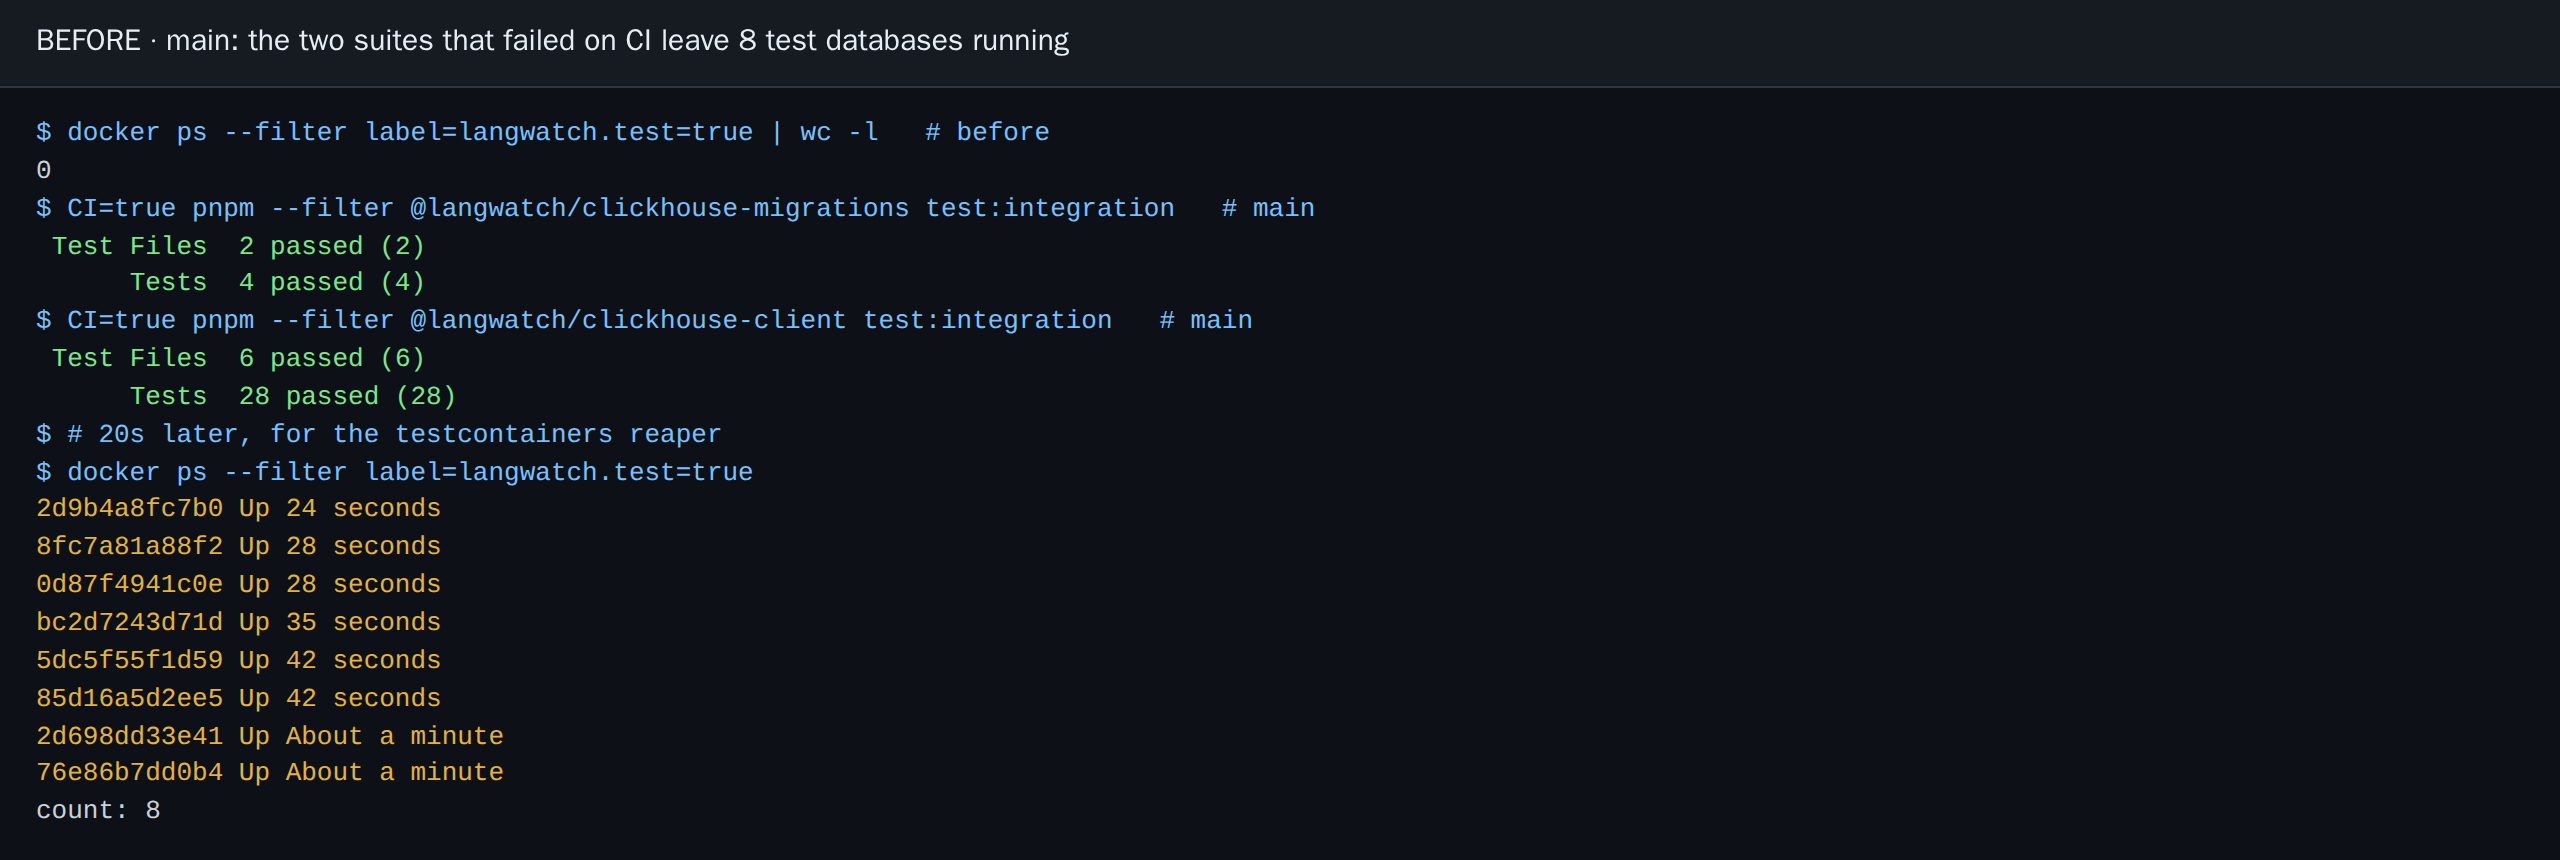 BEFORE · main: the two suites that failed on CI leave 8 test databases running
$ docker ps --filter label=langwatch.test=true | wc -l   # before
0
$ CI=true pnpm --filter @langwatch/clickhouse-migrations test:integration   # main
 Test Files  2 passed (2)
      Tests  4 passed (4)
$ CI=true pnpm --filter @langwatch/clickhouse-client test:integration   # main
 Test Files  6 passed (6)
      Tests  28 passed (28)
$ # 20s later, for the testcontainers reaper
$ docker ps --filter label=langwatch.test=true
2d9b4a8fc7b0 Up 24 seconds
8fc7a81a88f2 Up 28 seconds
0d87f4941c0e Up 28 seconds
bc2d7243d71d Up 35 seconds
5dc5f55f1d59 Up 42 seconds
85d16a5d2ee5 Up 42 seconds
2d698dd33e41 Up About a minute
76e86b7dd0b4 Up About a minute
count: 8